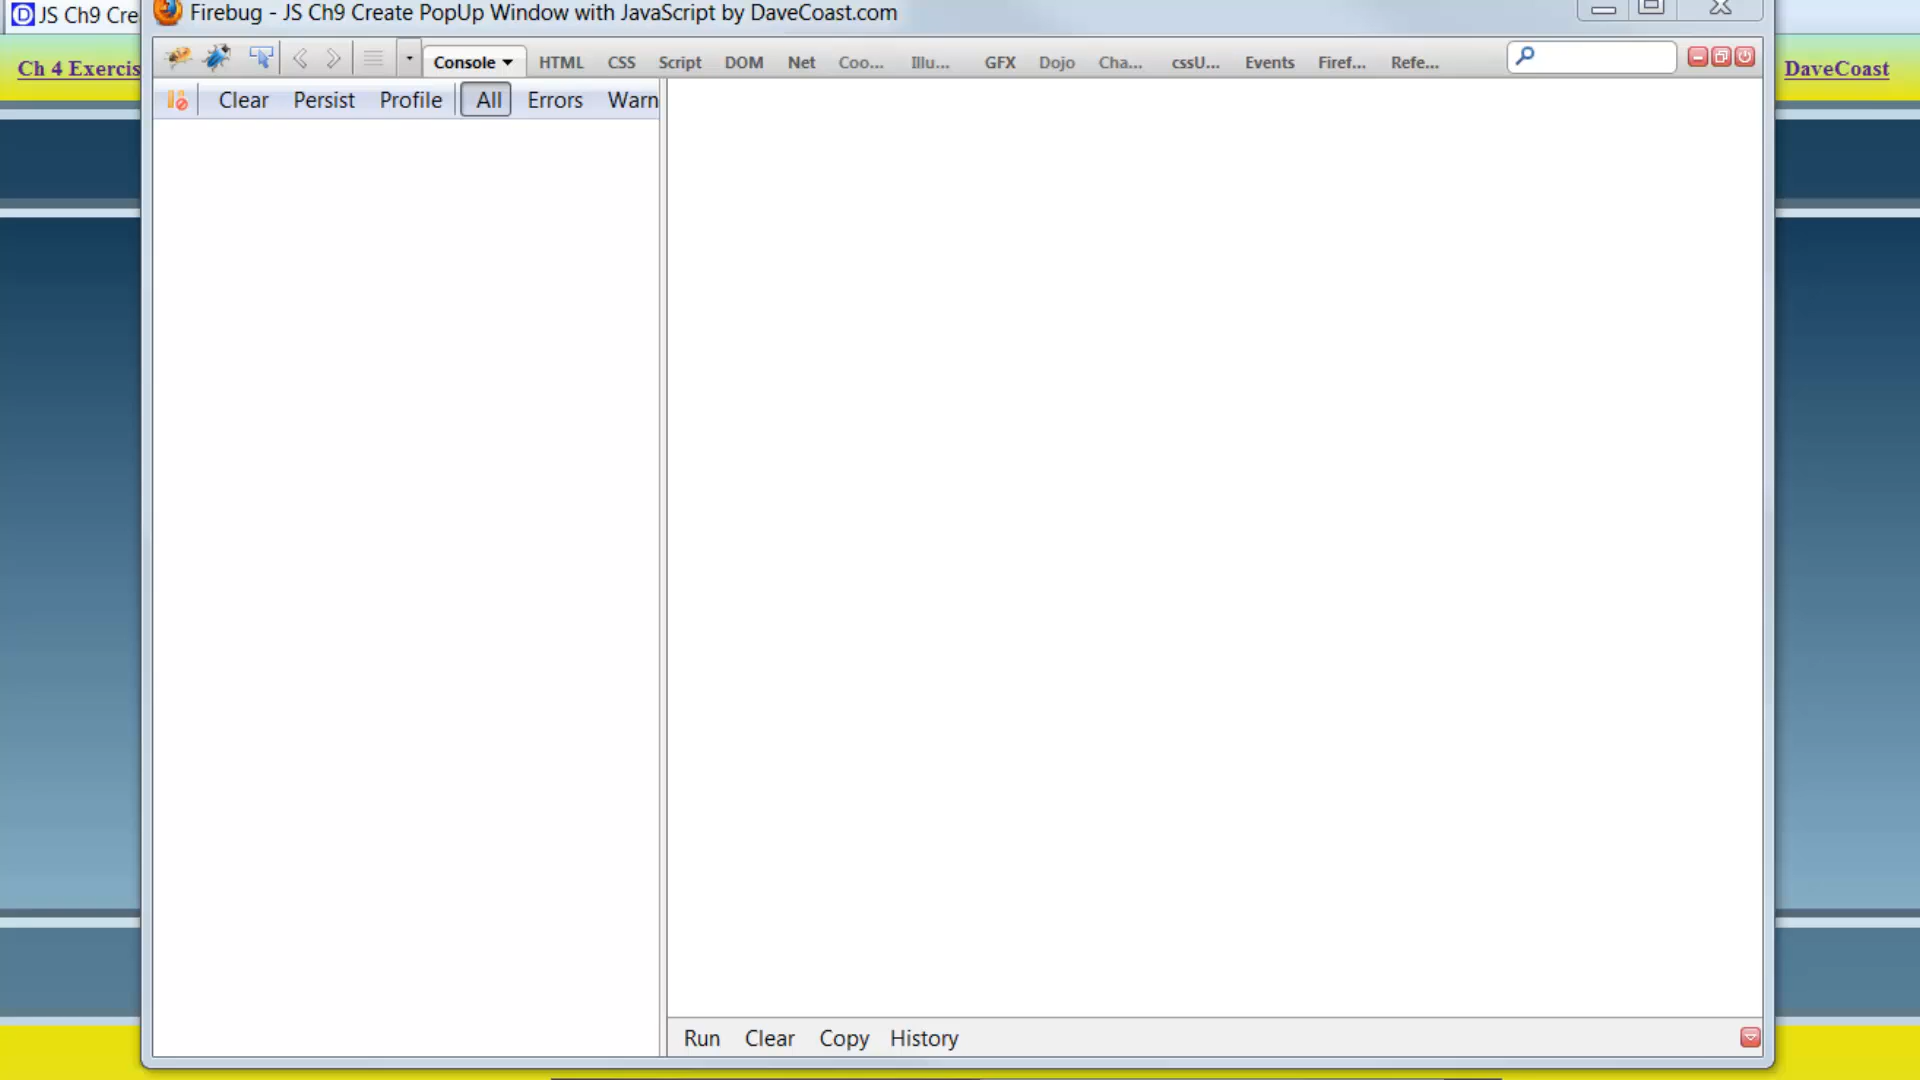 JS Ch9 Cre
Firebug - JS Ch9 Create PopUp Window with JavaScript by DaveCoast.com
Ch 4 Exercis
Console HTML CSS Script DOM Net Coo... Illu... GFX Dojo Cha... cssU... Events Firef... Refe...
DaveCoast
Clear Persist Profile All Errors Warn
Run Clear Copy History